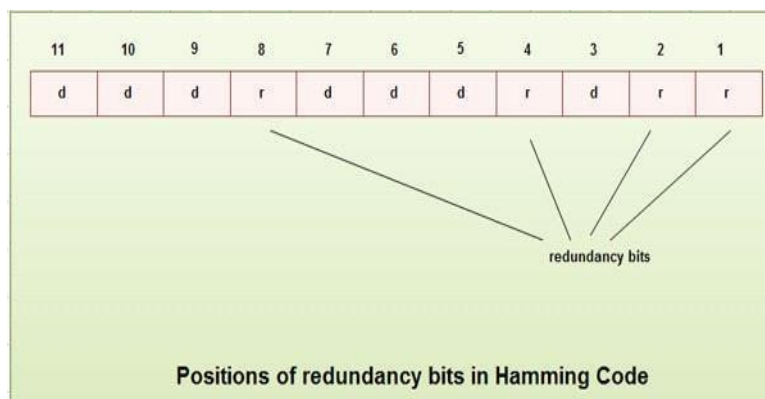 11 10 9 8 7 6 5 4 3 2 1
d d d r d d d r d r r
redundancy bits
Positions of redundancy bits in Hamming Code